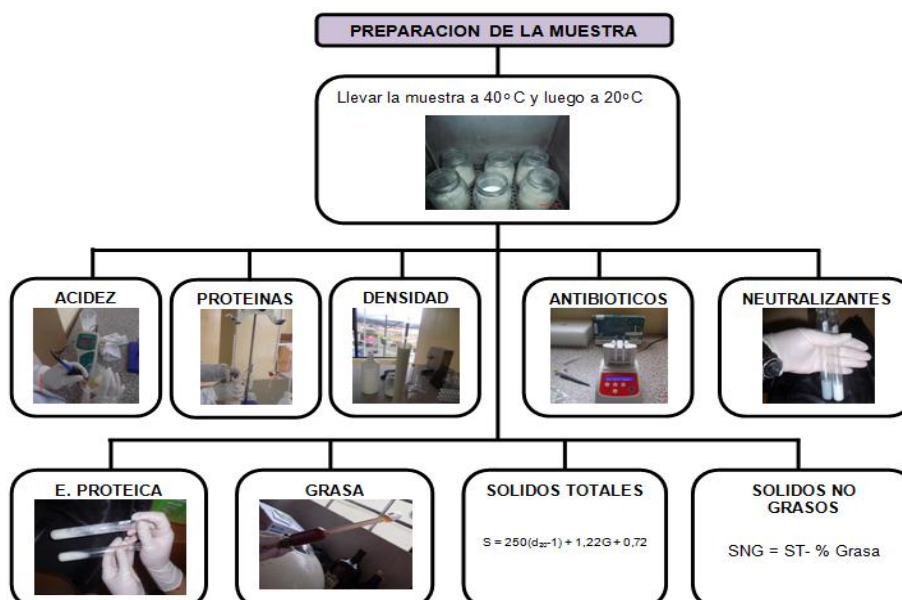 PREPARACION DE LA MUESTRA
Llevar la muestra a 40°C y luego a 20°C
ACIDEZ
PROTEINAS
DENSIDAD
ANTIBIOTICOS
NEUTRALIZANTES
E. PROTEICA
GRASA
SOLIDOS TOTALES
S = 250(d₂₀-1) + 1,22G + 0,72
SOLIDOS NO
GRASOS
SNG = ST- % Grasa